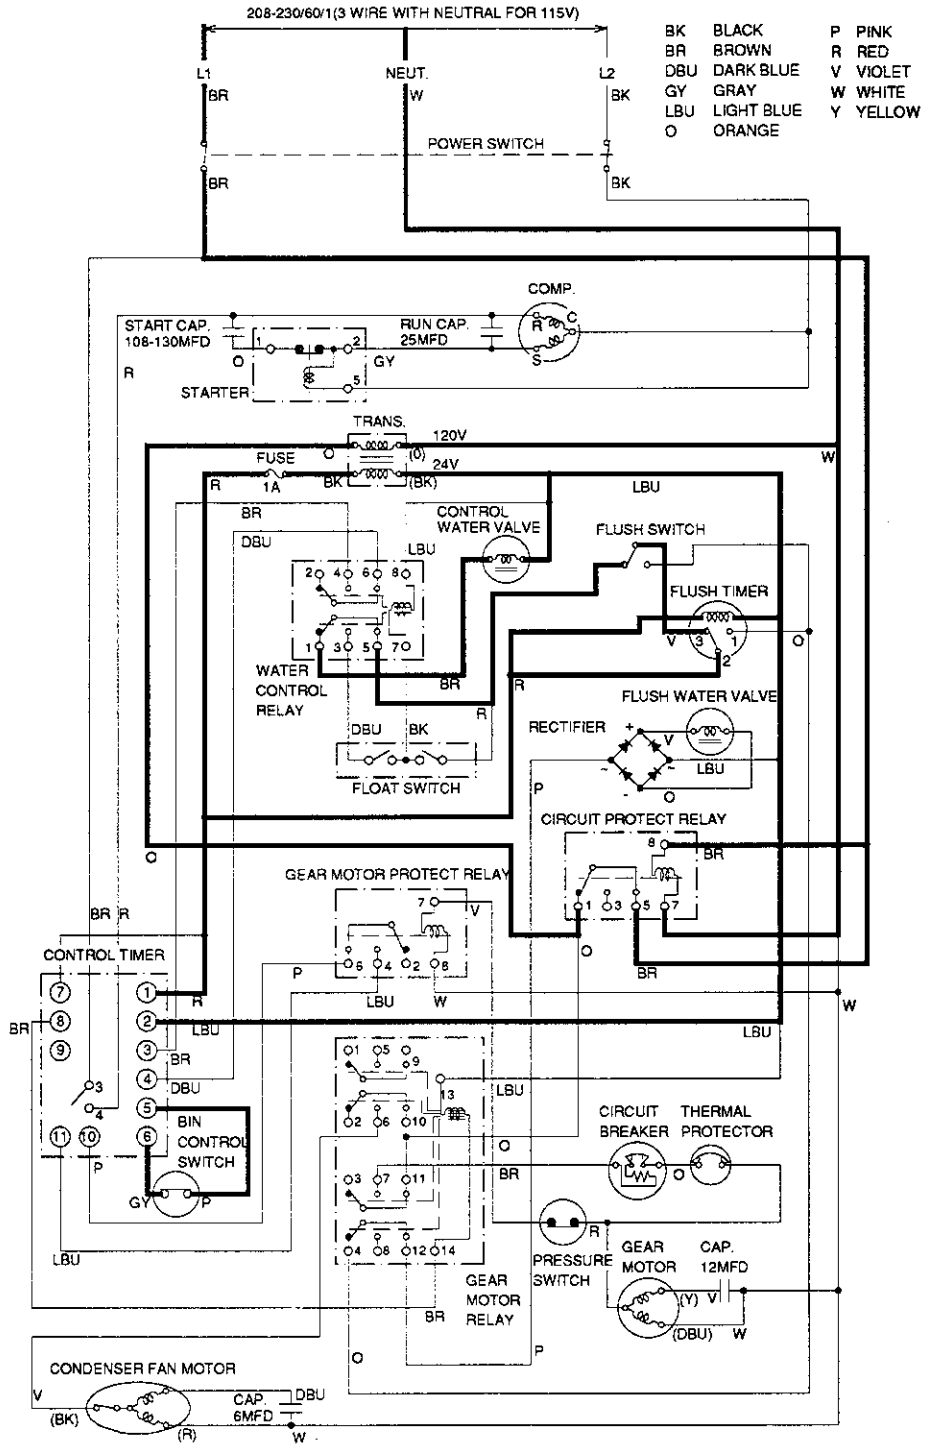 208-230/60/1(3 WIRE WITH NEUTRAL FOR 115V)
BK BLACK P PINK
BR BROWN R RED
DBU DARK BLUE V VIOLET
GY GRAY W WHITE
LBU LIGHT BLUE Y YELLOW
O ORANGE
L1 NEUT. L2
BR W BK
POWER SWITCH
BR BK
COMP.
START CAP. RUN CAP. R C
108-130MFD 25MFD
1 2 S
O GY
R
5
STARTER
TRANS.
120V
O (0)
FUSE 24V W
R 1A BK (BK) LBU
BR CONTROL
WATER VALVE FLUSH SWITCH
DBU LBU
2 4 6 8 FLUSH TIMER
V 3 1 O
1 3 5 7 2
WATER BR R
CONTROL R FLUSH WATER VALVE
RELAY
DBU BK RECTIFIER + V
~ ~ LBU
FLOAT SWITCH P - O
CIRCUIT PROTECT RELAY
O 8 BR
GEAR MOTOR PROTECT RELAY
7 V
1 3 5 7
BR R
CONTROL TIMER O
6 4 2 8 BR
P
7 1 R LBU W W
BR 8 2 LBU LBU
9 3 BR
1 5 9
LBU
4 DBU 13
3
4 5 BIN
CONTROL
SWITCH
2 6 10 CIRCUIT THERMAL
BREAKER PROTECTOR
11 10 6 O
P BR O
3 7 11
GY P
R
4 8 12 14
LBU PRESSURE
SWITCH
GEAR CAP.
MOTOR 12MFD
GEAR
MOTOR
RELAY
(Y) V
BR (DBU) W
O P
CONDENSER FAN MOTOR
V DBU
CAP.
6MFD
(BK)
(R) W